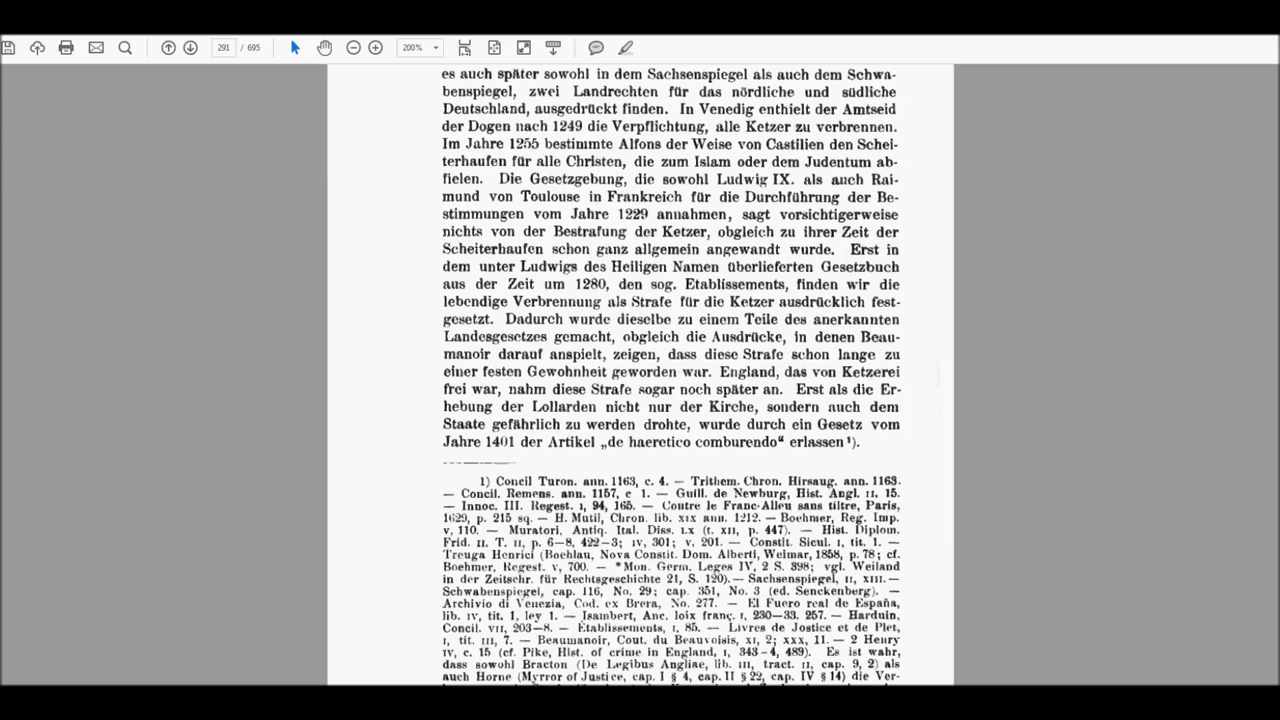 291 / 695
200%
es auch später sowohl in dem Sachsenspiegel als auch dem Schwa-
benspiegel, zwei Landrechten für das nördliche und südliche
Deutschland, ausgedrückt finden. In Venedig enthielt der Amtseid
der Dogen nach 1249 die Verpflichtung, alle Ketzer zu verbrennen.
Im Jahre 1255 bestimmte Alfons der Weise von Castilien den Schei-
terhaufen für alle Christen, die zum Islam oder dem Judentum ab-
fielen. Die Gesetzgebung, die sowohl Ludwig IX. als auch Rai-
mund von Toulouse in Frankreich für die Durchführung der Be-
stimmungen vom Jahre 1229 annahmen, sagt vorsichtigerweise
nichts von der Bestrafung der Ketzer, obgleich zu ihrer Zeit der
Scheiterhaufen schon ganz allgemein angewandt wurde. Erst in
dem unter Ludwigs des Heiligen Namen überlieferten Gesetzbuch
aus der Zeit um 1280, den sog. Etablissements, finden wir die
lebendige Verbrennung als Strafe für die Ketzer ausdrücklich fest-
gesetzt. Dadurch wurde dieselbe zu einem Teile des anerkannten
Landesgesetzes gemacht, obgleich die Ausdrücke, in denen Beau-
manoir darauf anspielt, zeigen, dass diese Strafe schon lange zu
einer festen Gewohnheit geworden war. England, das von Ketzerei
frei war, nahm diese Strafe sogar noch später an. Erst als die Er-
hebung der Lollarden nicht nur der Kirche, sondern auch dem
Staate gefährlich zu werden drohte, wurde durch ein Gesetz vom
Jahre 1401 der Artikel „de haeretico comburendo“ erlassen¹).
1) Concil Turon. ann. 1163, c. 4. — Trithem. Chron. Hirsaug. ann. 1163.
— Concil. Remens. ann. 1157, c 1. — Guill. de Newburg, Hist. Angl. II, 15.
— Innoc. III. Regest. I, 94, 165. — Contre le Franc-Alleu sans tiltre, Paris,
1629, p. 215 sq. — H. Mutii, Chron. lib. XIX ann. 1212. — Boehmer, Reg. Imp.
V, 110. — Muratori, Antiq. Ital. Diss. LX (t. XII, p. 447). — Hist. Diplom.
Frid. II. T. II, p. 6—8, 422—3; IV, 301; V, 201. — Constit. Sicul. I, tit. 1. —
Treuga Henrici (Boehlau, Nova Constit. Dom. Alberti, Weimar, 1858, p. 78; cf.
Boehmer, Regest. V, 700. — *Mon. Germ. Leges IV, 2 S. 398; vgl. Weiland
in der Zeitschr. für Rechtsgeschichte 21, S. 120). — Sachsenspiegel, II, XIII. —
Schwabenspiegel, cap. 116, No. 29; cap. 351, No. 3 (ed. Senckenberg). —
Archivio di Venezia, Cod. ex Brera, No. 277. — El Fuero real de España,
lib. IV, tit. 1, ley 1. — Isambert, Anc. loix franç. I, 230—33, 257. — Harduin,
Concil. VII, 203—8. — Établissements, I, 85. — Livres de Jostice et de Plet,
I, tit. III, 7. — Beaumanoir, Cout. du Beauvoisis, XI, 2; XXX, 11. — 2 Henry
IV, c. 15 (cf. Pike, Hist. of crime in England, I, 343-4, 489). Es ist wahr,
dass sowohl Bracton (De Legibus Angliae, lib. III, tract. II, cap. 9, 2) als
auch Horne (Myrror of Justice, cap. I § 4, cap. II § 22, cap. IV § 14) die Ver-